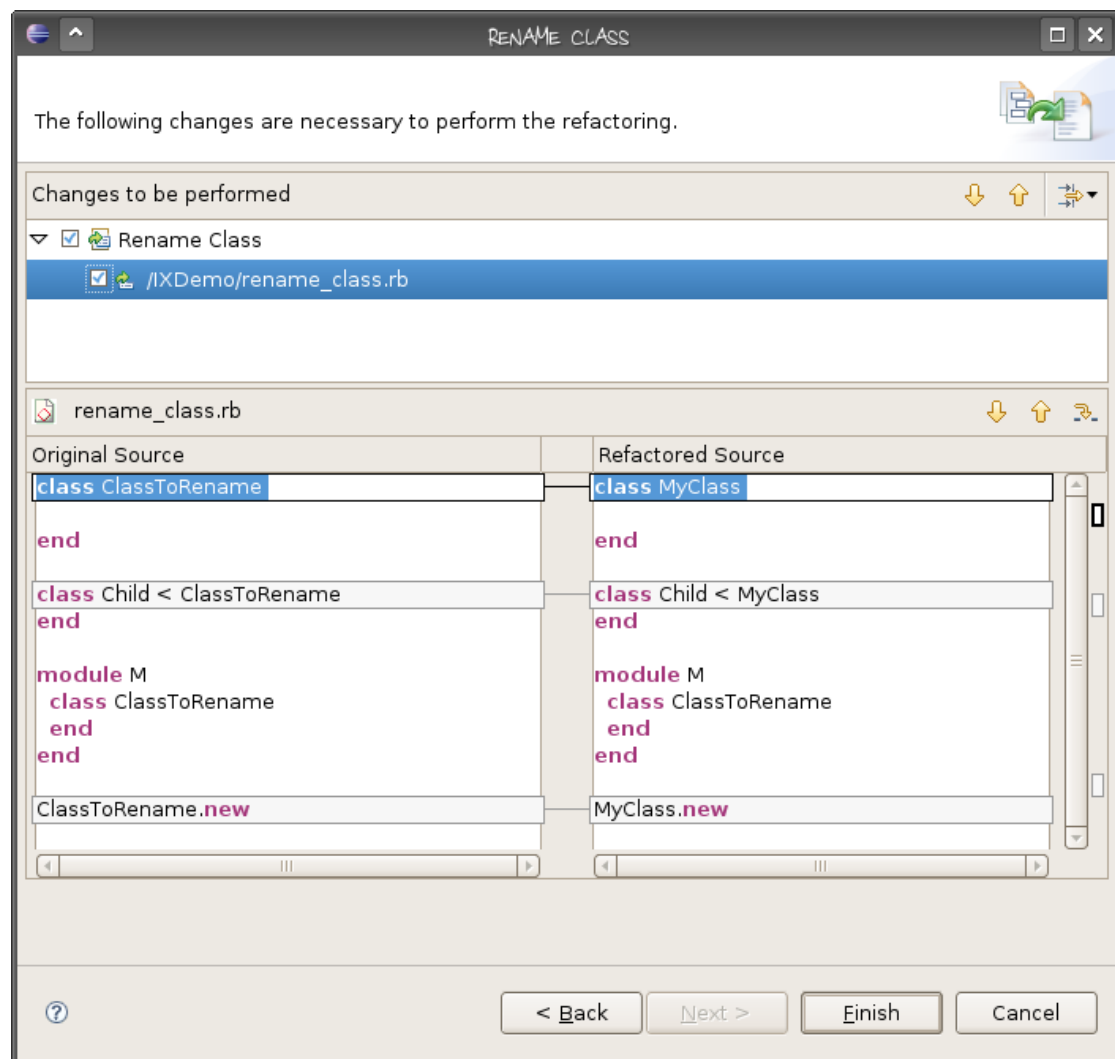 RENAME CLASS
The following changes are necessary to perform the refactoring.
Changes to be performed
Rename Class
/IXDemo/rename_class.rb
rename_class.rb
Original Source
class ClassToRename
end
class Child < ClassToRename
end
module M
class ClassToRename
end
end
ClassToRename.new
Refactored Source
class MyClass
end
class Child < MyClass
end
module M
class ClassToRename
end
end
MyClass.new
< Back
Next >
Finish
Cancel